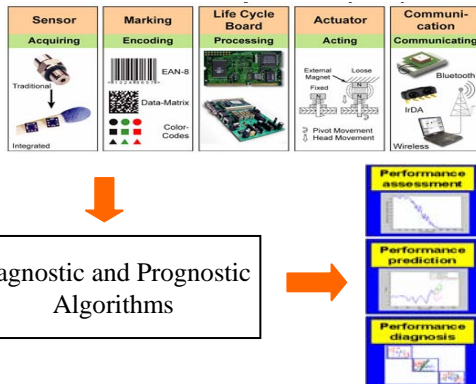 Sensor
Acquiring
Traditional
Integrated
Marking
Encoding
EAN-8
Data-Matrix
Color-
Codes
Life Cycle
Board
Processing
Actuator
Acting
External
Magnet
Loose
Fixed
N
N
N
Pivot Movement
Head Movement
Communi-
cation
Communicating
Bluetooth
IrDA
Wireless
agnostic and Prognostic
Algorithms
Performance
assessment
Performance
prediction
Performance
diagnosis